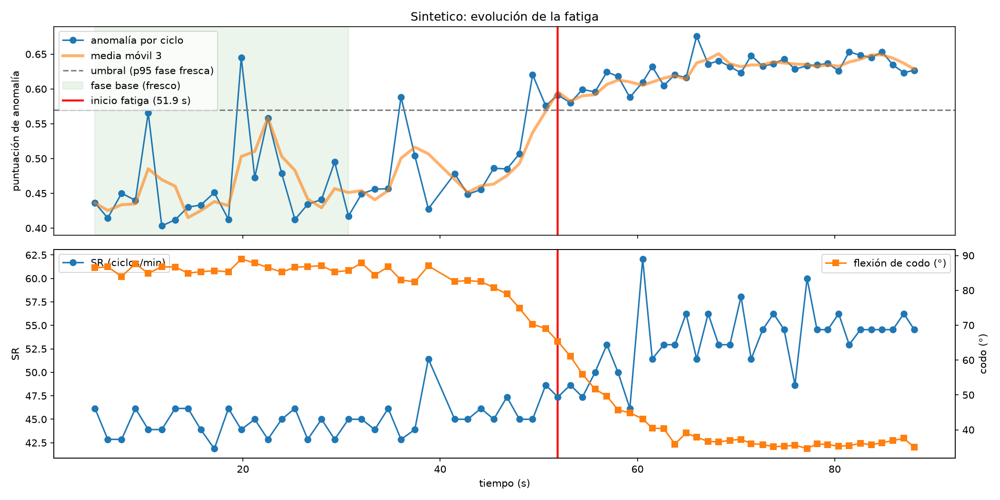 Sintetico: evolución de la fatiga
anomalía por ciclo
media móvil 3
umbral (p95 fase fresca)
fase base (fresco)
inicio fatiga (51.9 s)
puntuación de anomalía
0.65
0.60
0.55
0.50
0.45
0.40
SR (ciclos/min)
flexión de codo (°)
SR
62.5
60.0
57.5
55.0
52.5
50.0
47.5
45.0
42.5
90
80
70
60
50
40
codo (°)
20
40
60
80
tiempo (s)